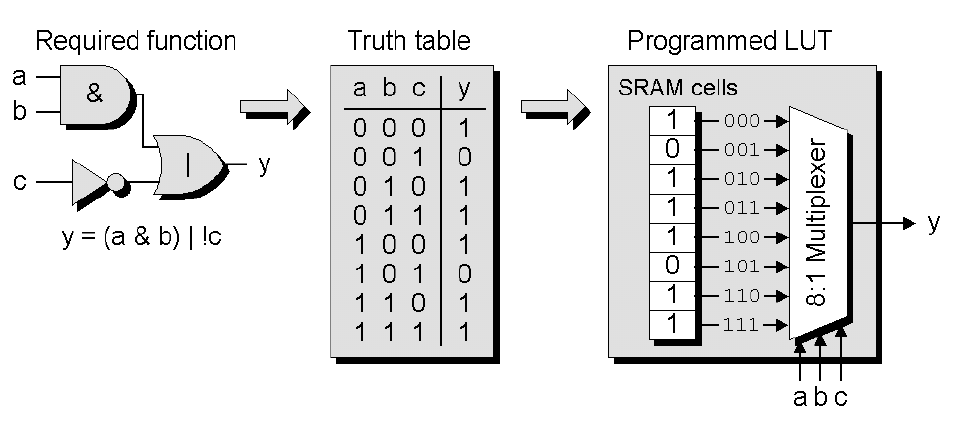 Required function
a
b
&
|
y
c
y = (a & b) | !c
Truth table
a b c y
0 0 0 1
0 0 1 0
0 1 0 1
0 1 1 1
1 0 0 1
1 0 1 0
1 1 0 1
1 1 1 1
Programmed LUT
SRAM cells
1 000
0 001
1 010
1 011
1 100
0 101
1 110
1 111
8:1 Multiplexer
y
a b c